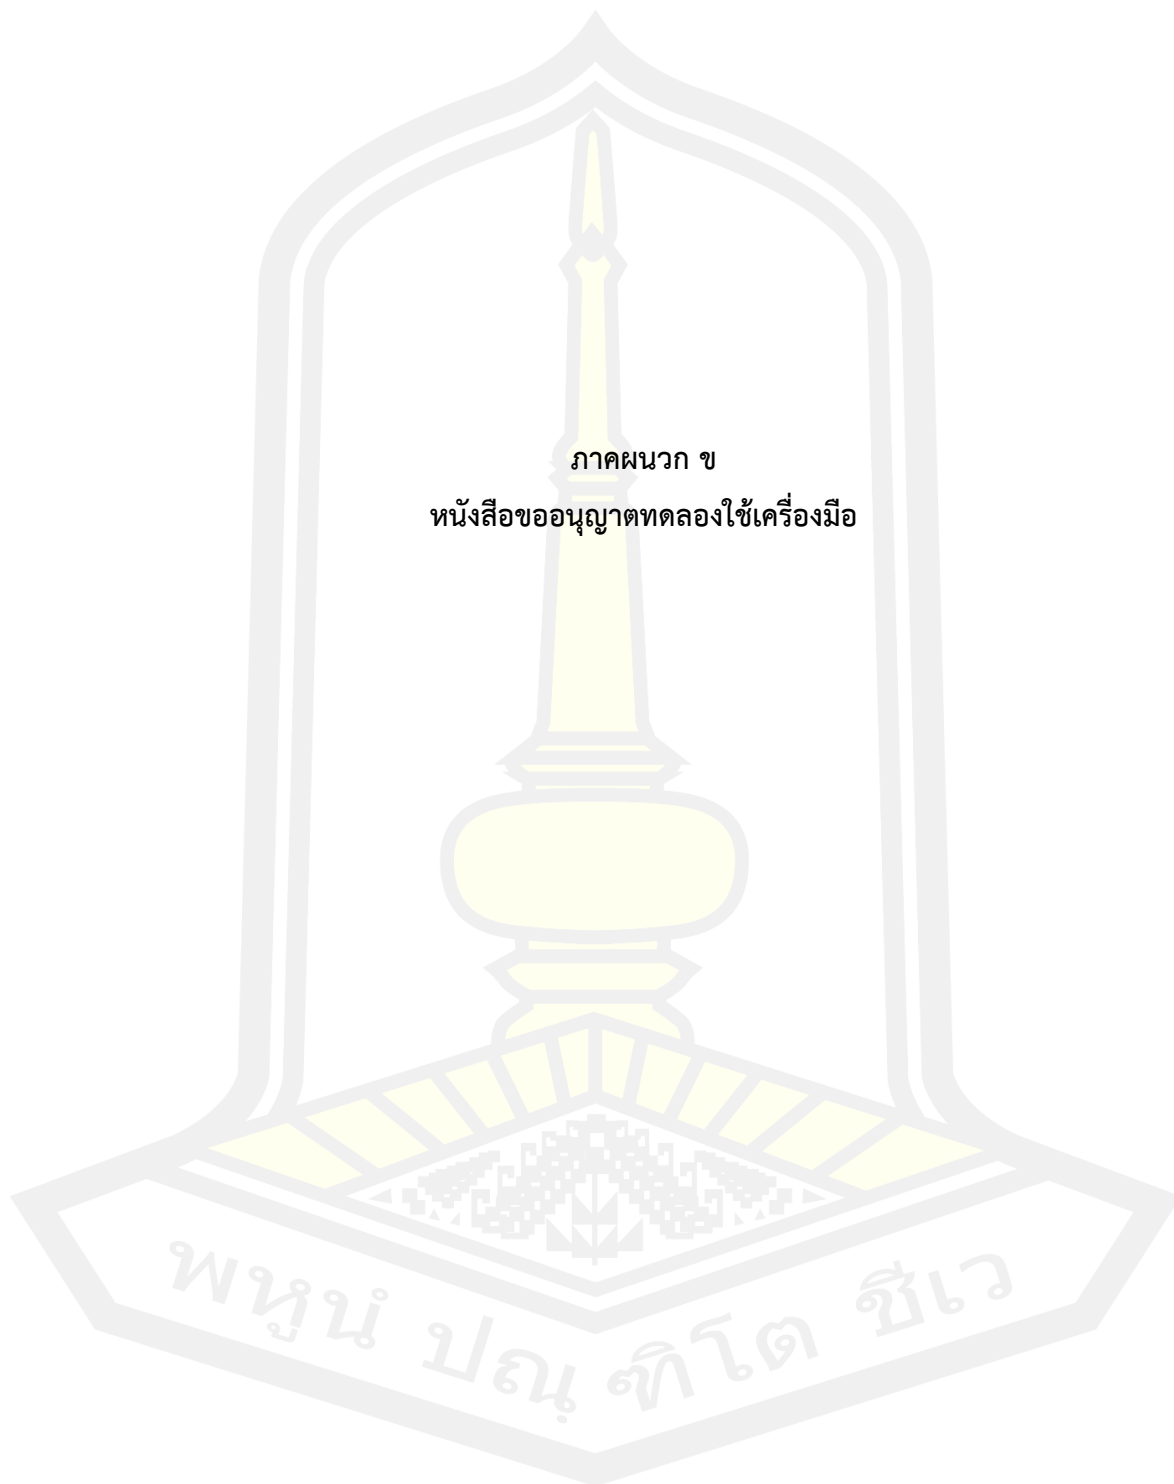 ภาคผนวก ข
หนังสือขออนุญาตทดลองใช้เครื่องมือ
พหูนํ ปณฺฑิโต ชีเว